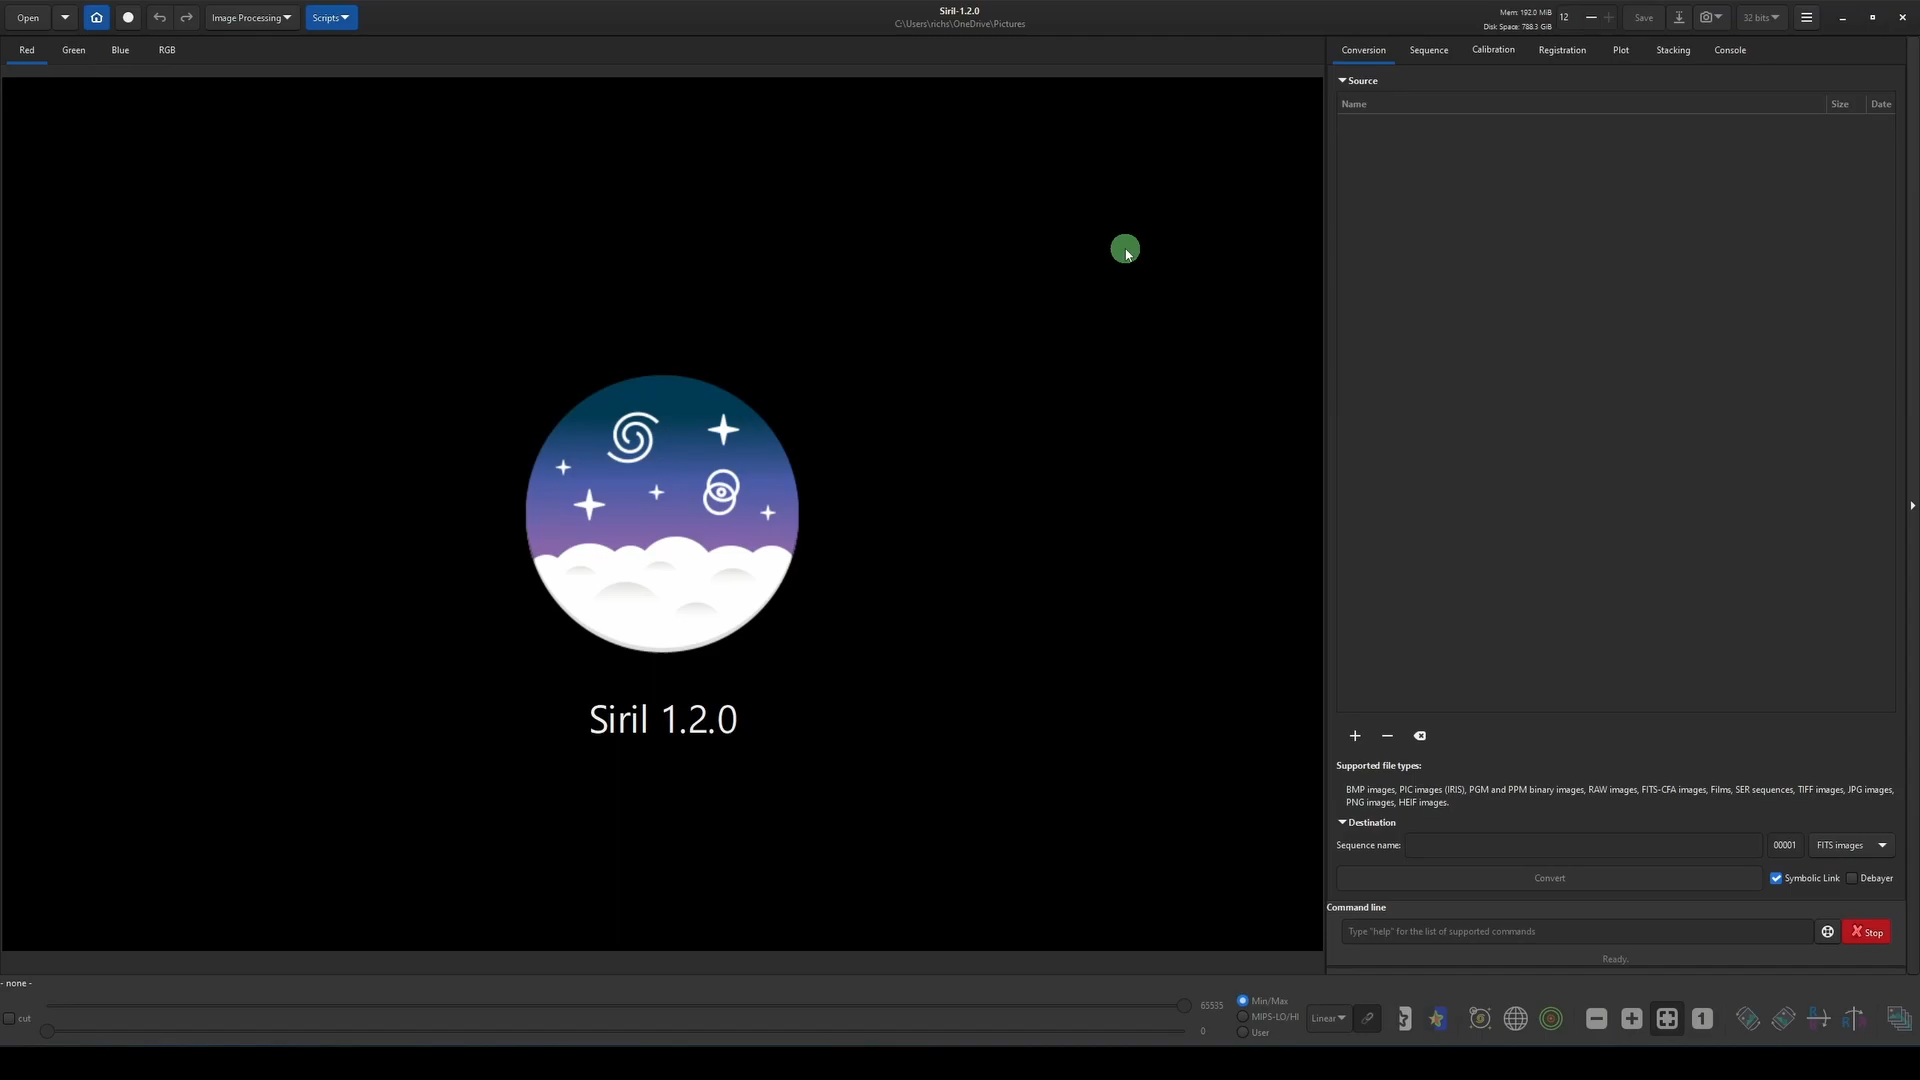 Siril-1.2.0
Open Image Processing Scripts C:\Users\richs\OneDrive\Pictures Mem: 192.0 MiB 12 Save 32 bits
Disk Space: 788.3 GiB
Red Green Blue RGB Conversion Sequence Calibration Registration Plot Stacking Console
Source
Name Size Date
Siril 1.2.0
Supported file types:
BMP images, PIC images (IRIS), PGM and PPM binary images, RAW images, FITS-CFA images, Films, SER sequences, TIFF images, JPG images,
PNG images, HEIF images.
Destination
Sequence name: 00001 FITS images
Convert Symbolic Link Debayer
Command line
Type "help" for the list of supported commands X Stop
Ready.
- none -
65535 Min/Max
cut MIPS-LO/HI Linear 1
0 User